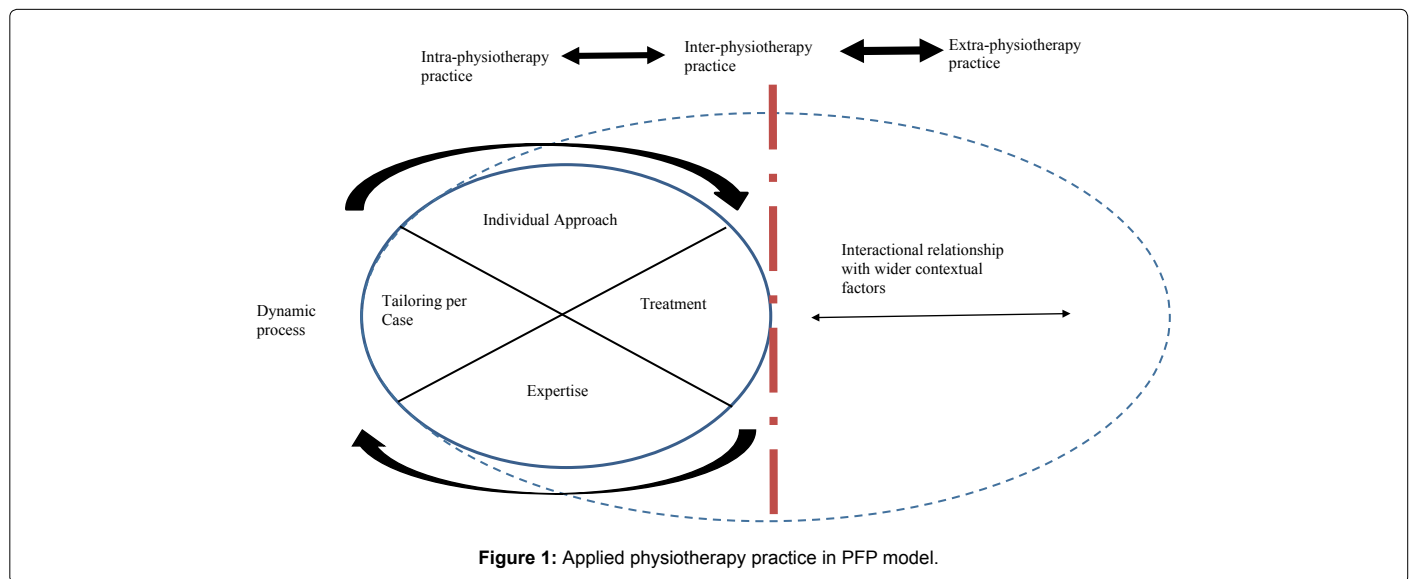 Intra-physiotherapy
practice
Inter-physiotherapy
practice
Extra-physiotherapy
practice
Individual Approach
Tailoring per
Case
Treatment
Expertise
Dynamic
process
Interactional relationship
with wider contextual
factors
Figure 1: Applied physiotherapy practice in PFP model.